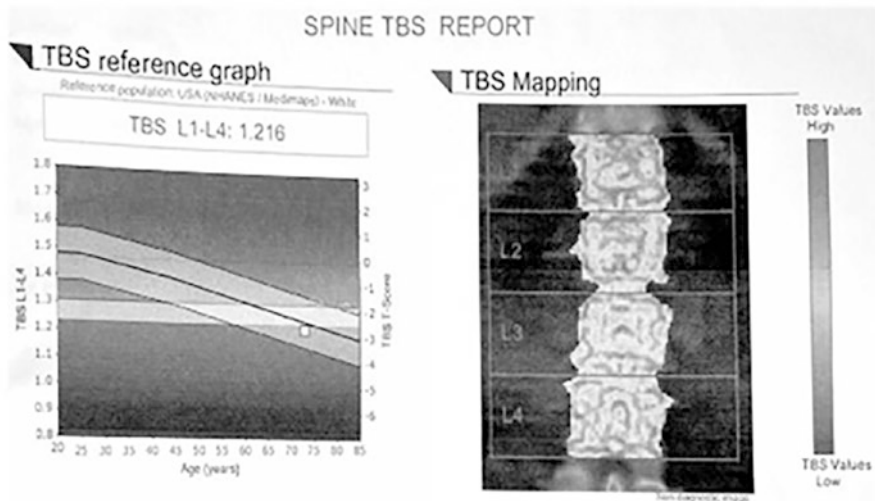 SPINE TBS REPORT
TBS reference graph
Reference population: USA (NHANES / Medimaps) - White
TBS L1-L4: 1.216
1.8
1.7
1.6
1.5
1.4
1.3
1.2
1.1
1.0
0.9
0.8
TBS L1-L4
3
2
1
0
-1
-2
-3
-4
-5
-6
TBS T-Score
20 25 30 35 40 45 50 55 60 65 70 75 80 85
Age (years)
TBS Mapping
L2
L3
L4
TBS Values
High
TBS Values
Low